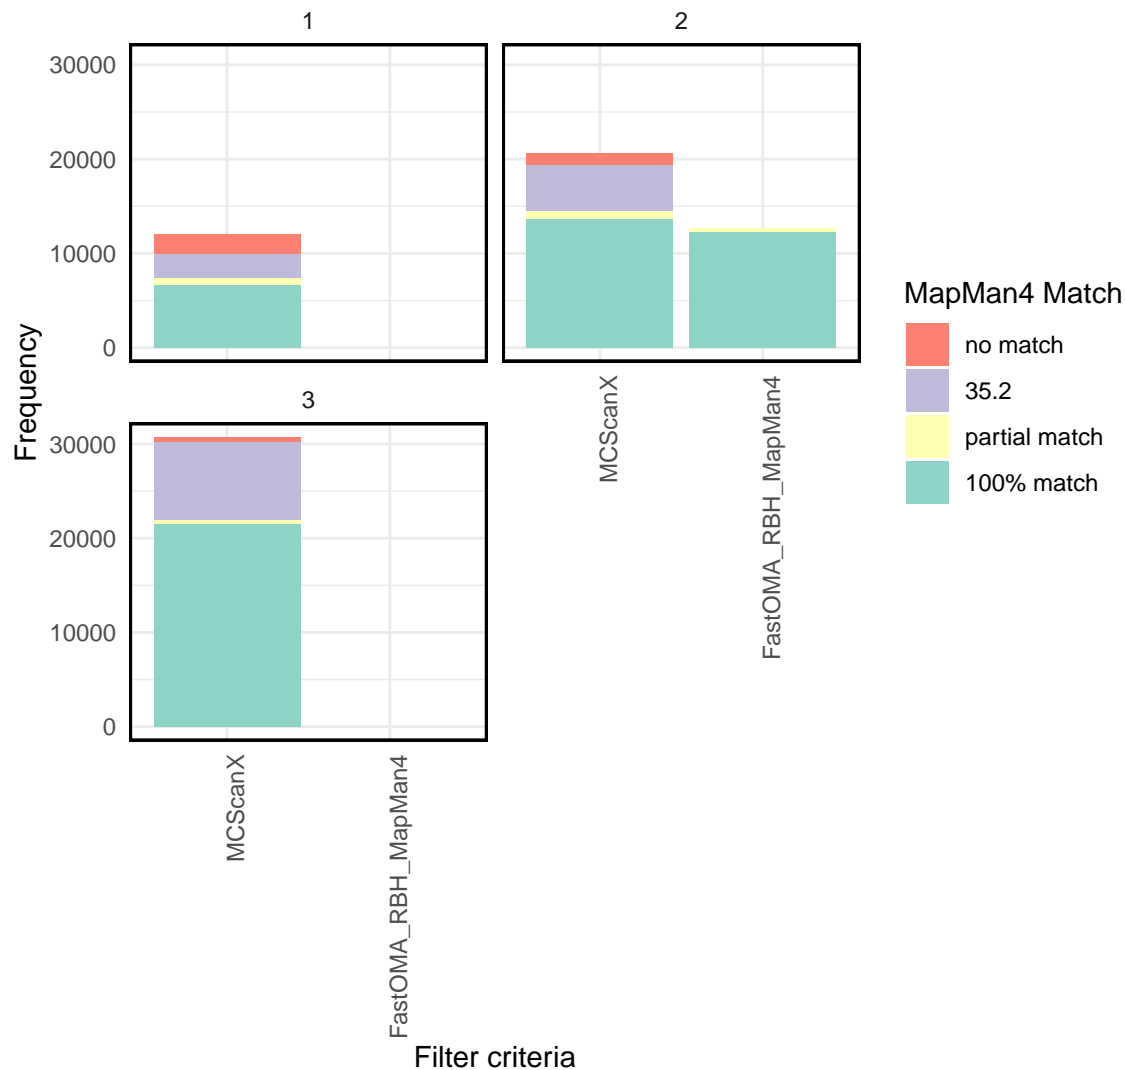 1
2
30000
20000
10000
0
3
30000
20000
10000
0
Frequency
MCScanX
FastOMA_RBH_MapMan4
MCScanX
FastOMA_RBH_MapMan4
Filter criteria
MapMan4 Match
no match
35.2
partial match
100% match